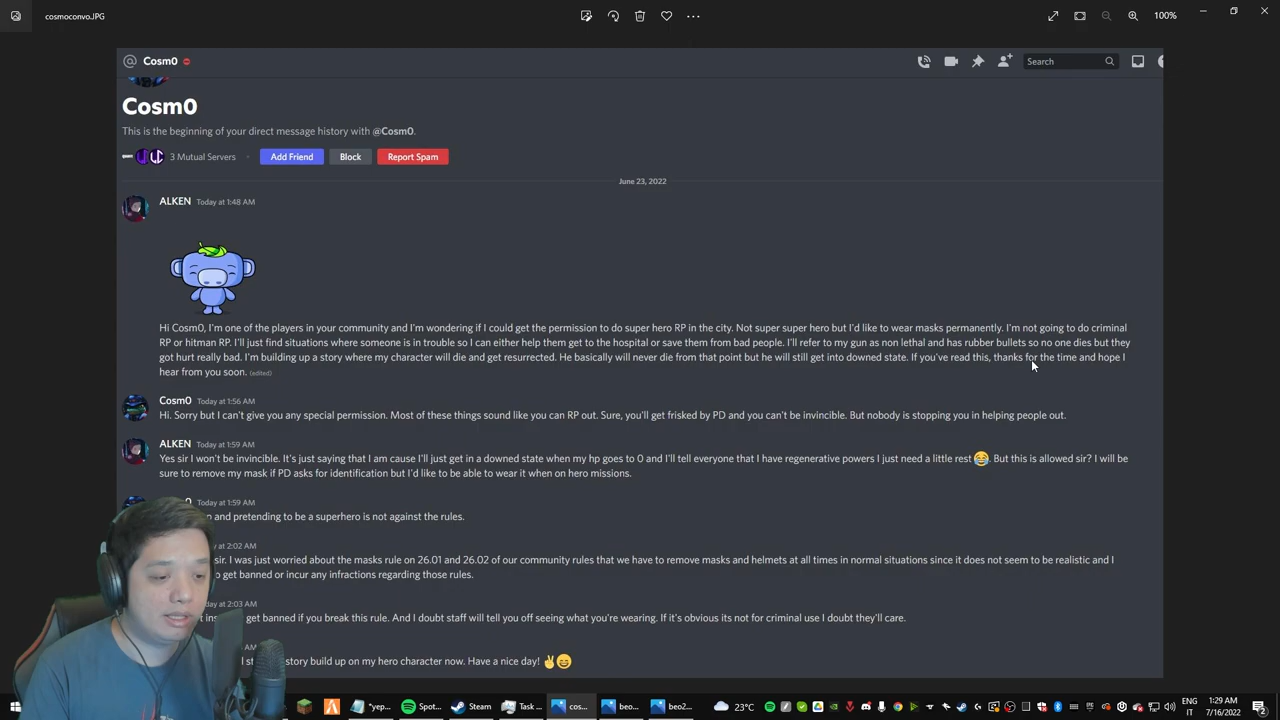 cosmoconvo.JPG
100%
Cosm0
Search
Cosm0
This is the beginning of your direct message history with @Cosm0.
3 Mutual Servers
Add Friend
Block
Report Spam
June 23, 2022
ALKEN Today at 1:48 AM
Hi Cosm0, I'm one of the players in your community and I'm wondering if I could get the permission to do super hero RP in the city. Not super super hero but I'd like to wear masks permanently. I'm not going to do criminal
RP or hitman RP. I'll just find situations where someone is in trouble so I can either help them get to the hospital or save them from bad people. I'll refer to my gun as non lethal and has rubber bullets so no one dies but they
got hurt really bad. I'm building up a story where my character will die and get resurrected. He basically will never die from that point but he will still get into downed state. If you've read this, thanks for the time and hope I
hear from you soon. (edited)
Cosm0 Today at 1:56 AM
Hi. Sorry but I can't give you any special permission. Most of these things sound like you can RP out. Sure, you'll get frisked by PD and you can't be invincible. But nobody is stopping you in helping people out.
ALKEN Today at 1:59 AM
Yes sir I won't be invincible. It's just saying that I am cause I'll just get in a downed state when my hp goes to 0 and I'll tell everyone that I have regenerative powers I just need a little rest 😂. But this is allowed sir? I will be
sure to remove my mask if PD asks for identification but I'd like to be able to wear it when on hero missions.
0 Today at 1:59 AM
and pretending to be a superhero is not against the rules.
day at 2:02 AM
sir. I was just worried about the masks rule on 26.01 and 26.02 of our community rules that we have to remove masks and helmets at all times in normal situations since it does not seem to be realistic and I
get banned or incur any infractions regarding those rules.
day at 2:03 AM
get banned if you break this rule. And I doubt staff will tell you off seeing what you're wearing. If it's obvious its not for criminal use I doubt they'll care.
AM
story build up on my hero character now. Have a nice day! ✌😄
"yep...
Spot...
Steam
Task ...
cos...
beo...
beo2...
23°C
ENG
IT
1:29 AM
7/16/2022